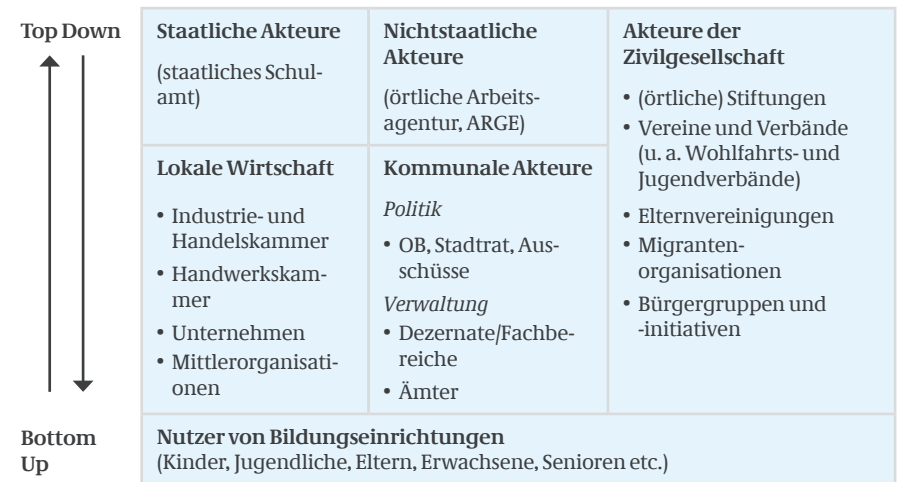 Top Down
Staatliche Akteure
(staatliches Schul-
amt)
Nichtstaatliche
Akteure
(örtliche Arbeits-
agentur, ARGE)
Akteure der
Zivilgesellschaft
• (örtliche) Stiftungen
• Vereine und Verbände
(u. a. Wohlfahrts- und
Jugendverbände)
• Elternvereinigungen
• Migranten-
organisationen
• Bürgergruppen und
-initiativen
Lokale Wirtschaft
• Industrie- und
Handelskammer
• Handwerkskam-
mer
• Unternehmen
• Mittlerorganisati-
onen
Kommunale Akteure
Politik
• OB, Stadtrat, Aus-
schüsse
Verwaltung
• Dezernate/Fachbe-
reiche
• Ämter
Bottom
Up
Nutzer von Bildungseinrichtungen
(Kinder, Jugendliche, Eltern, Erwachsene, Senioren etc.)